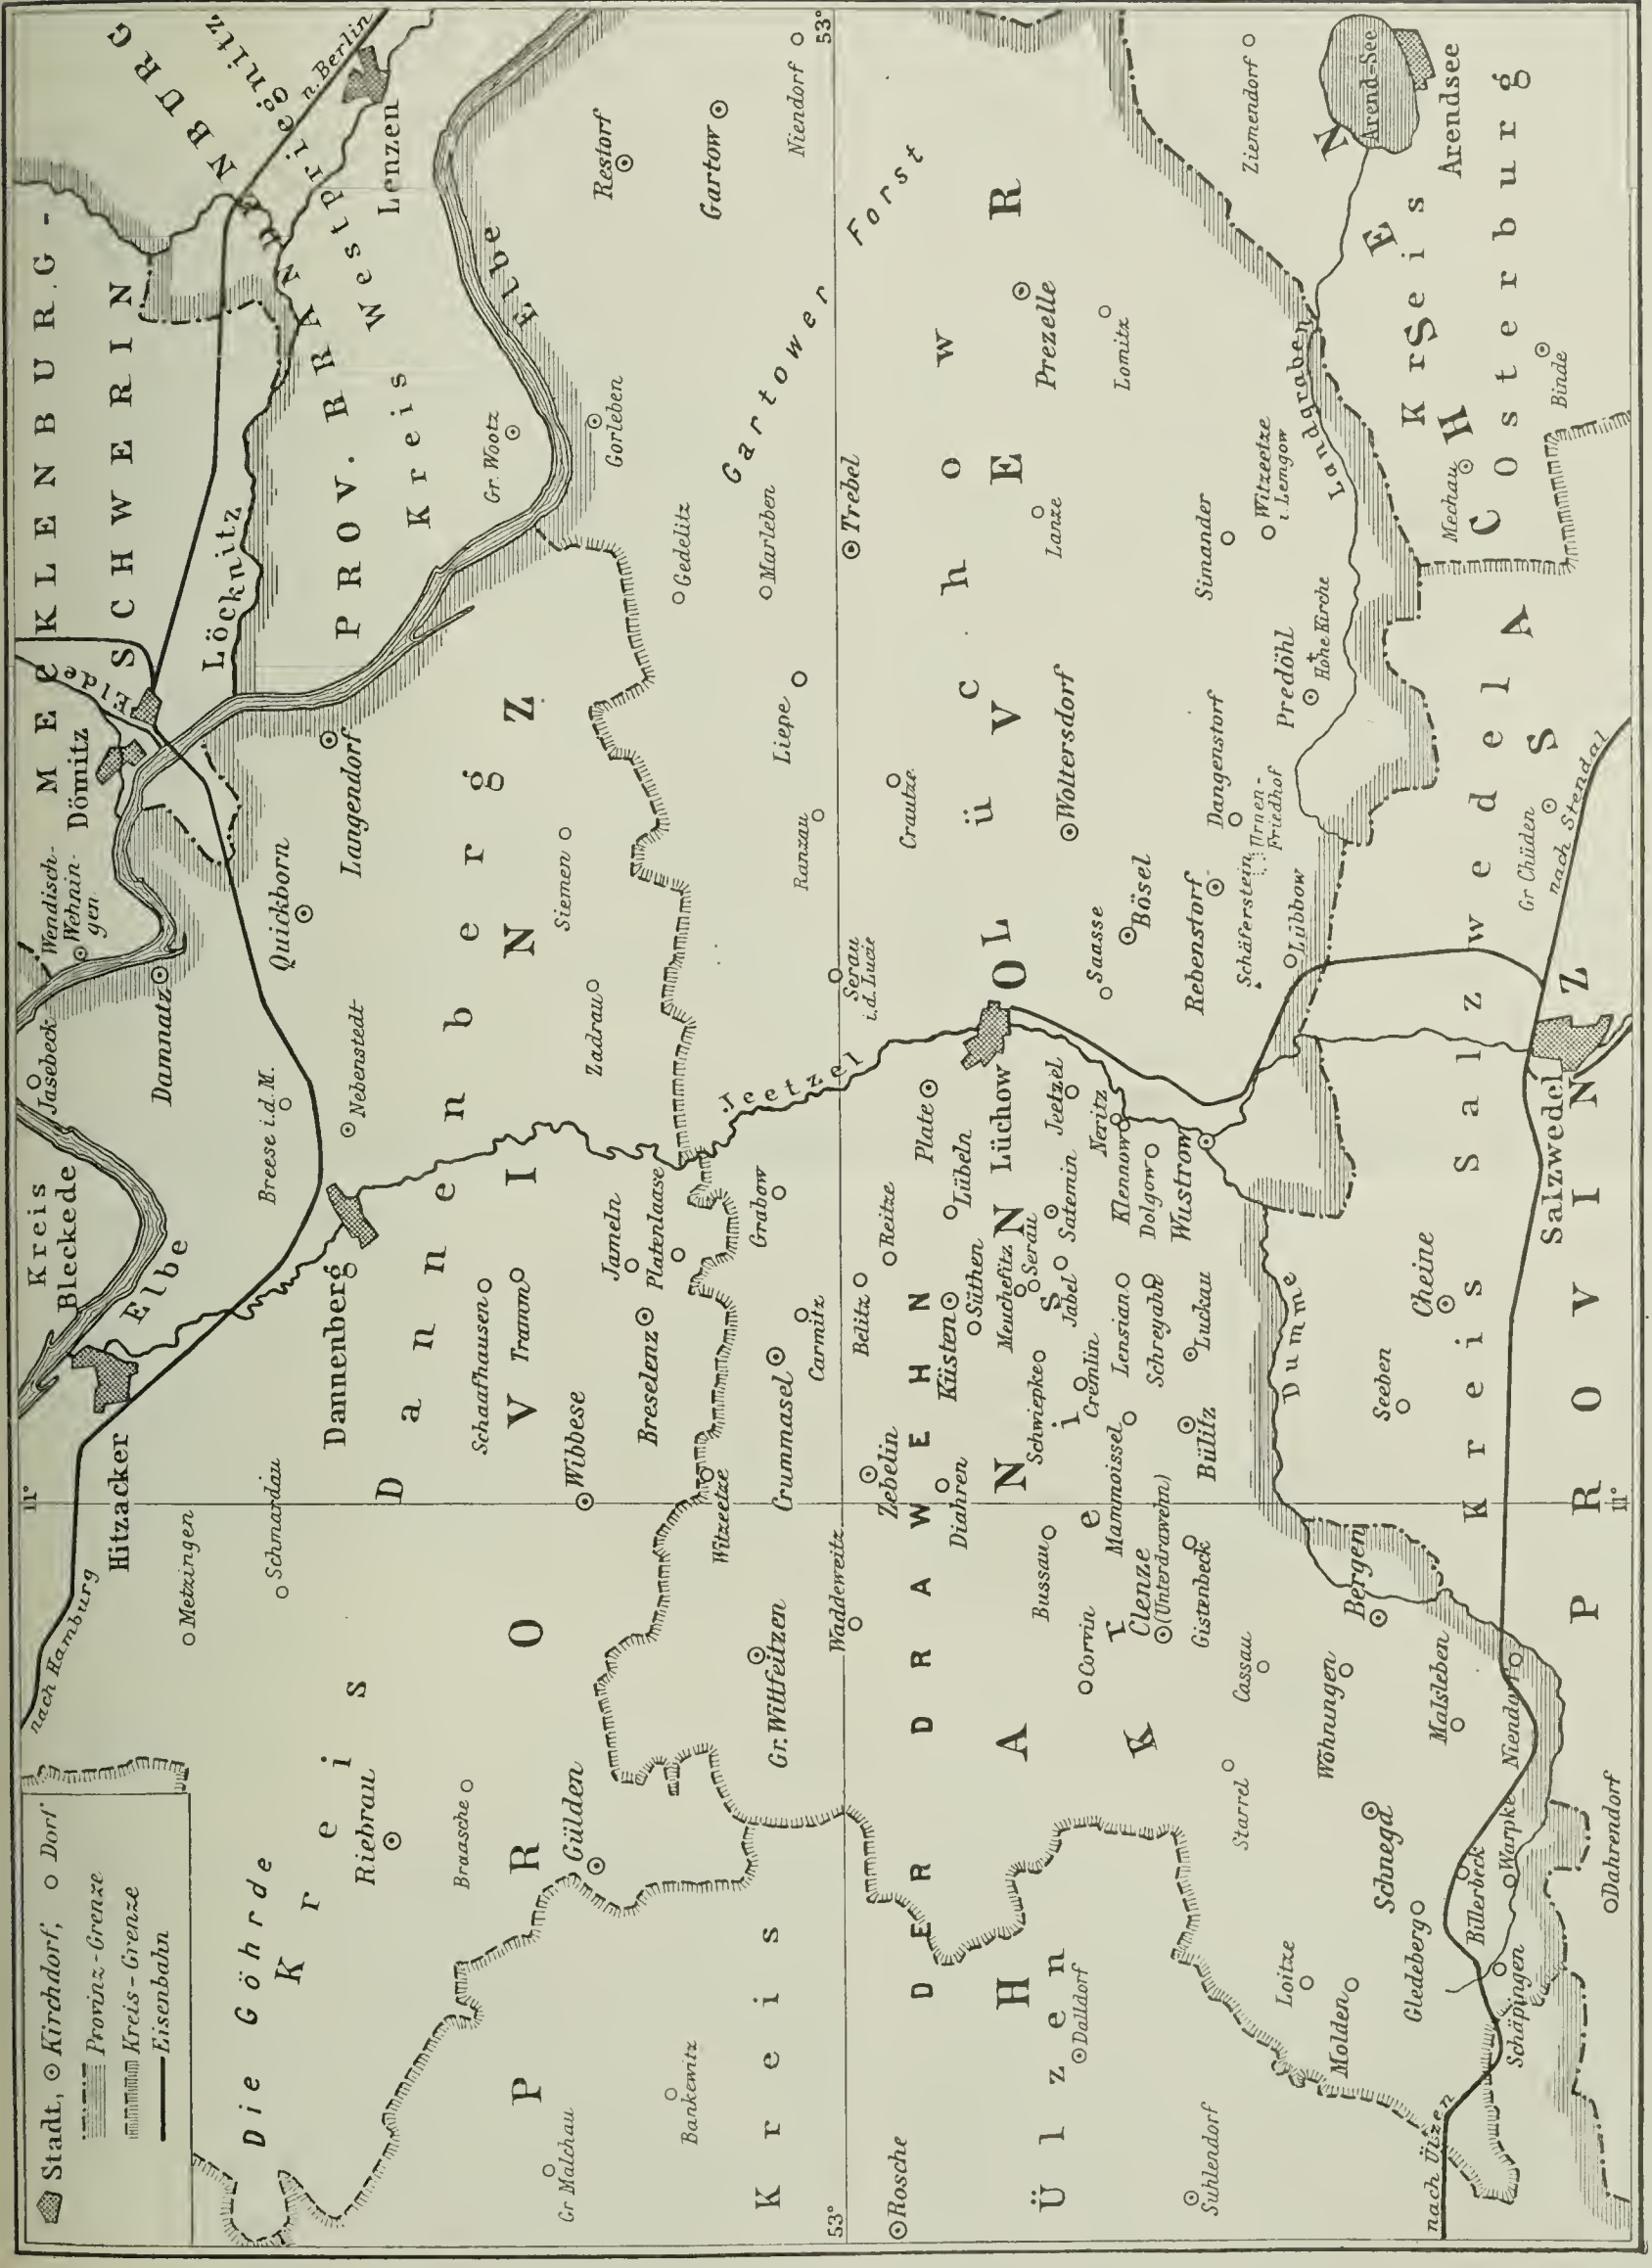 Stadt, Kirchdorf, Dorf
Provinz-Grenze
Kreis-Grenze
Eisenbahn
nach Hamburg
11°
Kreis
Bleckede
Elbe
Hitzacker
Jasebeck
Wendisch-
Wehnin-
gen
Damnatz
MECKLENBURG-
SCHWERIN
Dömitz
Elde
Löcknitz
PROV. BRANDENBURG
Kreis Westpriegnitz
n. Berlin
Lenzen
Elbe
Gr. Wootz
Die Göhrde
Metzingen
Schmardau
Breese i.d.M.
Nebenstedt
Quickborn
Langendorf
Kreis Dannenberg
Riebrau
Dannenberg
Braasche
Schaafhausen
Tramm
PROVINZ
Gülden
Wibbese
Siemen
Zadrau
Jameln
Platenlaase
Breselenz
Gorleben
Restorf
Gartow
Niendorf
Gr Malchau
Bankewitz
Kreis
Witzeetze
Grabow
Gedelitz
Marleben
Gartower Forst
Gr. Wittfeitzen
Crummasel
Carmitz
Liepe
Ranzau
Jeetzel
53°
53°
Waddeweitz
Belitz
Serau
i.d. Lucie
Trebel
Rosche
Zebelin
Reitze
Crautze
DER DRAWEHN
Diahren
Küsten
Süthen
Lübeln
Plate
Lüchow
HANNOVER
Kreis Lüchow
Ülzen
Dalldorf
Bussau
Schwiepke
Meuchefitz
Serau
Jabel
Satemin
Jeetzel
Neritz
Saasse
Bösel
Woltersdorf
Lanze
Prezelle
Lomitz
Corvin
Clenze
(Unterdrawehn)
Mammoissel
Cremlin
Lensian
Schreyahn
Klennow
Dolgow
Wustrow
Rebenstorf
Dangenstorf
Simander
Witzeetze
i. Lemgow
Ziemendorf
Suhlendorf
Gistenbeck
Bülitz
Luckau
Schäferstein
Urnen-
Friedhof
Lübbow
Predöhl
Hohe Kirche
Landgraben
Arend-See
Arendsee
Starrel
Cassau
Dumme
Loitze
Molden
Wöhnungen
Bergen
Seeben
Cheine
Gledeberg
Schnega
Malsleben
Mechau
Kreis
Osterburg
Binde
nach Ülzen
Schäpingen
Billerbeck
Warpke
Niendorf
Kreis Salzwedel
Salzwedel
Gr Chüden
nach Stendal
Dahrendorf
11°
PROVINZ SACHSEN